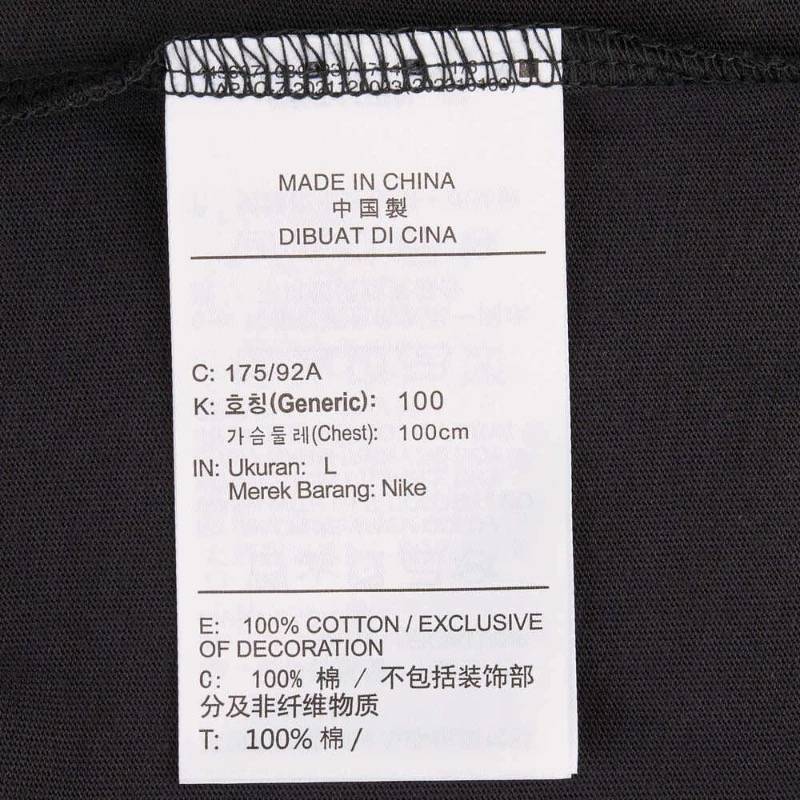 MADE IN CHINA
中国製
DIBUAT DI CINA
C: 175/92A
K: 호칭(Generic): 100
가슴둘레(Chest): 100cm
IN: Ukuran: L
Merek Barang: Nike
E: 100% COTTON / EXCLUSIVE
OF DECORATION
C: 100% 棉 / 不包括装饰部
分及非纤维物质
T: 100% 棉 /